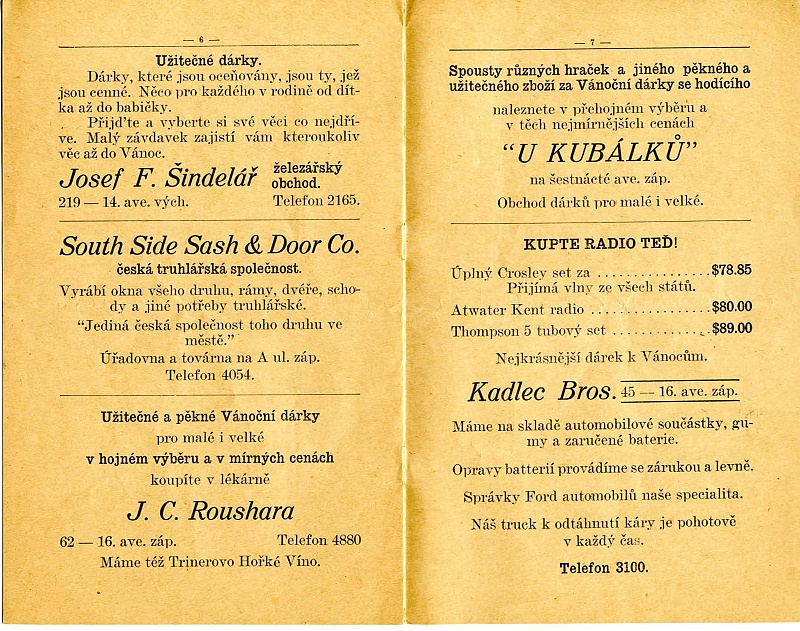 — 6 —
Užitečné dárky.
Dárky, které jsou oceňovány, jsou ty, jež
jsou cenné. Něco pro každého v rodině od dít-
ka až do babičky.
Přijd'te a vyberte si své věci co nejdří-
ve. Malý závdavek zajistí vám kteroukoliv
věc až do Vánoc.
Josef F. Šindelář železářský
obchod.
219 — 14. ave. vých. Telefon 2165.
South Side Sash & Door Co.
česká truhlářská společnost.
Vyrábí okna všeho druhu, rámy, dvéře, scho-
dy a jiné potřeby truhlářské.
“Jediná česká společnost toho druhu ve
městě.”
Úřadovna a továrna na A ul. záp.
Telefon 4054.
Užitečné a pěkné Vánoční dárky
pro malé i velké
v hojném výběru a v mírných cenách
koupíte v lékárně
J. C. Roushara
62 — 16. ave. záp. Telefon 4880
Máme též Trinerovo Hořké Víno.
— 7 —
Spousty různých hraček a jiného pěkného a
užitečného zboží za Vánoční dárky se hodícího
naleznete v přehojném výběru a
v těch nejmírnějších cenách
“U KUBÁLKŮ”
na šestnácté ave. záp.
Obchod dárků pro malé i velké.
KUPTE RADIO TEĎ!
Úplný Crosley set za ................$78.85
Přijímá vlny ze všech států.
Atwater Kent radio ................$80.00
Thompson 5 tubový set ............$89.00
Nejkrásnější dárek k Vánocům.
Kadlec Bros. 45 — 16. ave. záp.
Máme na skladě automobilové součástky, gu-
my a zaručené baterie.
Opravy batterií provádíme se zárukou a levně.
Správky Ford automobilů naše specialita.
Náš truck k odtáhnutí káry je pohotově
v každý čas.
Telefon 3100.